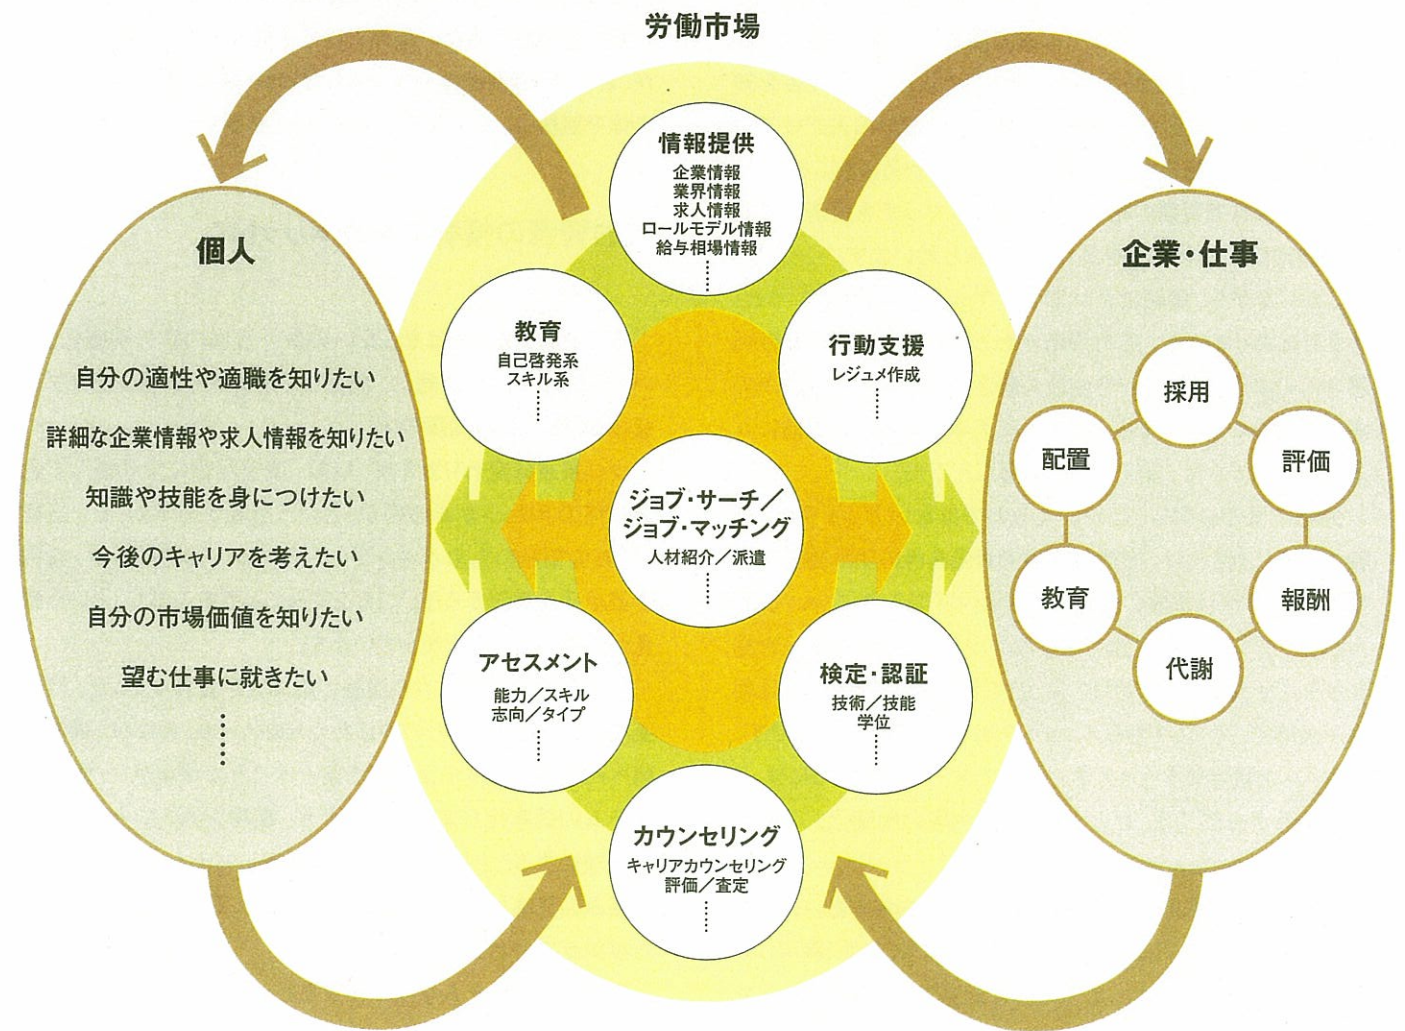 労働市場
個人
自分の適性や適職を知りたい
詳細な企業情報や求人情報を知りたい
知識や技能を身につけたい
今後のキャリアを考えたい
自分の市場価値を知りたい
望む仕事に就きたい
……
情報提供
企業情報
業界情報
求人情報
ロールモデル情報
給与相場情報
……
教育
自己啓発系
スキル系
……
行動支援
レジュメ作成
……
ジョブ・サーチ／
ジョブ・マッチング
人材紹介／派遣
……
アセスメント
能力／スキル
志向／タイプ
……
検定・認証
技術／技能
学位
……
カウンセリング
キャリアカウンセリング
評価／査定
……
企業・仕事
採用
評価
報酬
代謝
教育
配置